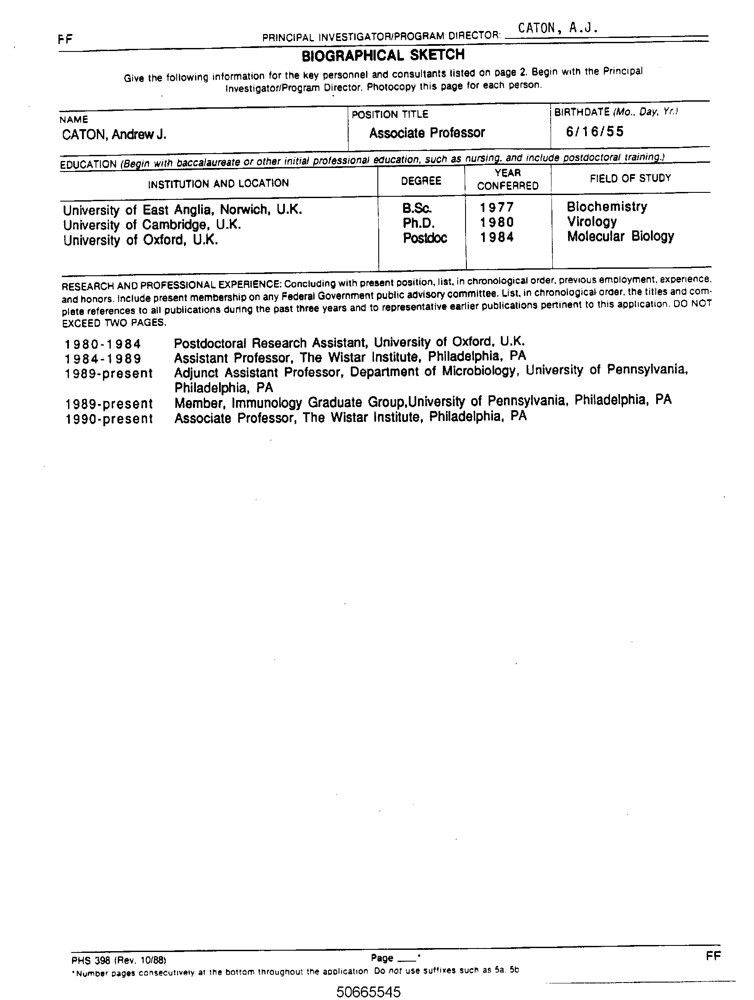 FF
PRINCIPAL INVESTIGATOR/PROGRAM DIRECTOR: CATON, A.J.
BIOGRAPHICAL SKETCH
Give the following information for the key personnel and consultants listed on page 2. Begin with the Principal
Investigator/Program Director. Photocopy this page for each person.
NAME POSITION TITLE BIRTHDATE (Mo., Day, Yr.)
CATON, Andrew J. Associate Professor 6/16/55
EDUCATION (Begin with baccalaureate or other initial professional education, such as nursing, and include postdoctoral training.)
INSTITUTION AND LOCATION DEGREE YEAR CONFERRED FIELD OF STUDY
University of East Anglia, Norwich, U.K. B.Sc. 1977 Biochemistry
University of Cambridge, U.K. Ph.D. 1980 Virology
University of Oxford, U.K. Postdoc 1984 Molecular Biology
RESEARCH AND PROFESSIONAL EXPERIENCE: Concluding with present position, list, in chronological order, previous employment, experience,
and honors. Include present membership on any Federal Government public advisory committee. List, in chronological order, the titles and com-
plete references to all publications during the past three years and to representative earlier publications pertinent to this application. DO NOT
EXCEED TWO PAGES.
1980-1984 Postdoctoral Research Assistant, University of Oxford, U.K.
1984-1989 Assistant Professor, The Wistar Institute, Philadelphia, PA
1989-present Adjunct Assistant Professor, Department of Microbiology, University of Pennsylvania,
Philadelphia, PA
1989-present Member, Immunology Graduate Group,University of Pennsylvania, Philadelphia, PA
1990-present Associate Professor, The Wistar Institute, Philadelphia, PA
PHS 398 (Rev. 10/88) Page ___* FF
*Number pages consecutively at the bottom throughout the application. Do not use suffixes such as 5a, 5b
50665545